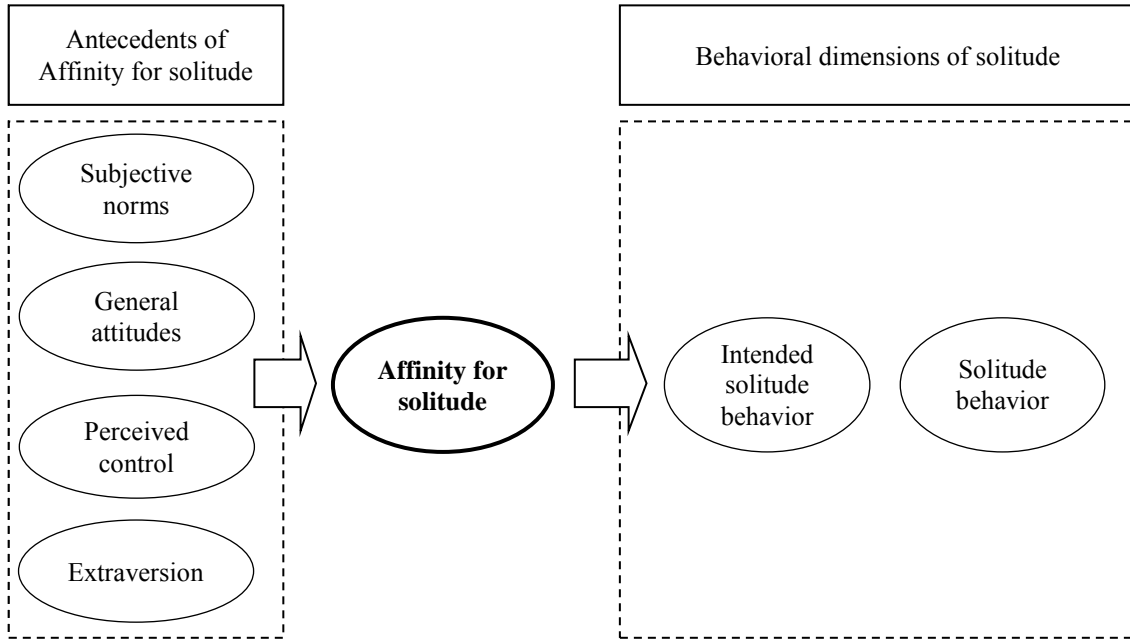 Antecedents of
Affinity for solitude
Behavioral dimensions of solitude
Subjective
norms
General
attitudes
Perceived
control
Extraversion
Affinity for
solitude
Intended
solitude
behavior
Solitude
behavior